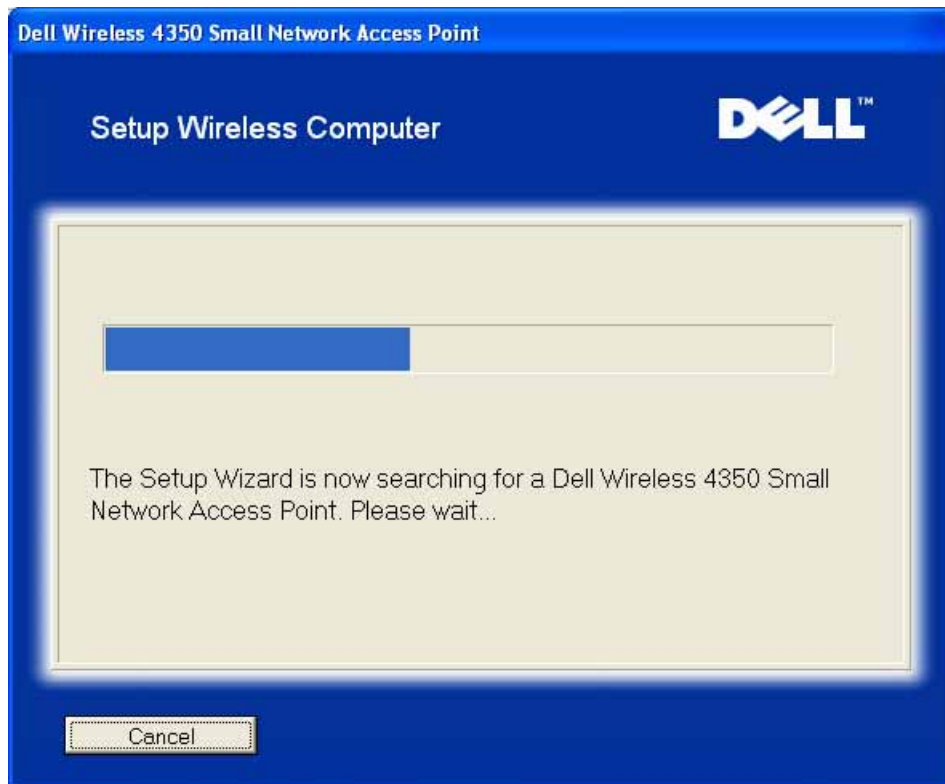 Dell Wireless 4350 Small Network Access Point
Setup Wireless Computer
DELL™
The Setup Wizard is now searching for a Dell Wireless 4350 Small
Network Access Point. Please wait...
Cancel